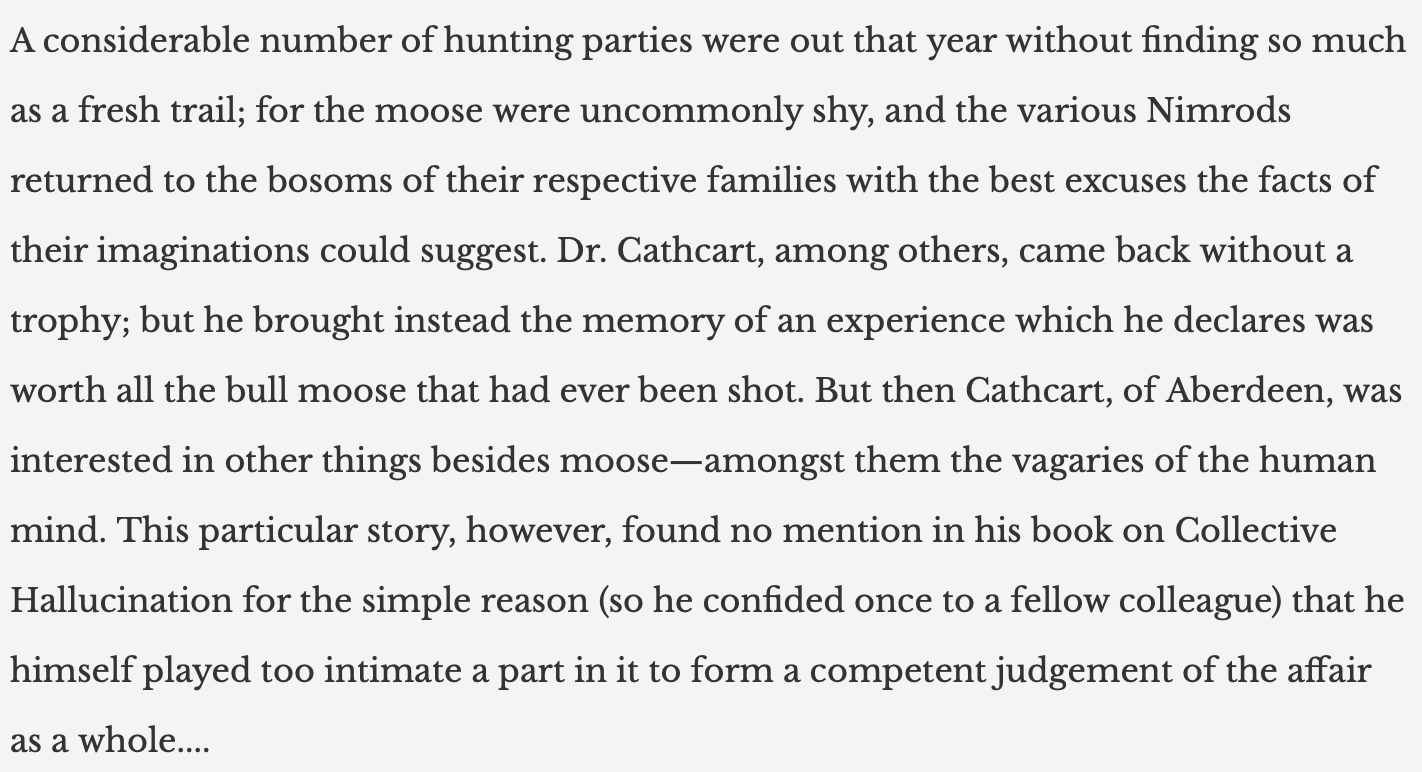 A considerable number of hunting parties were out that year without finding so much
as a fresh trail; for the moose were uncommonly shy, and the various Nimrods
returned to the bosoms of their respective families with the best excuses the facts of
their imaginations could suggest. Dr. Cathcart, among others, came back without a
trophy; but he brought instead the memory of an experience which he declares was
worth all the bull moose that had ever been shot. But then Cathcart, of Aberdeen, was
interested in other things besides moose—amongst them the vagaries of the human
mind. This particular story, however, found no mention in his book on Collective
Hallucination for the simple reason (so he confided once to a fellow colleague) that he
himself played too intimate a part in it to form a competent judgement of the affair
as a whole....